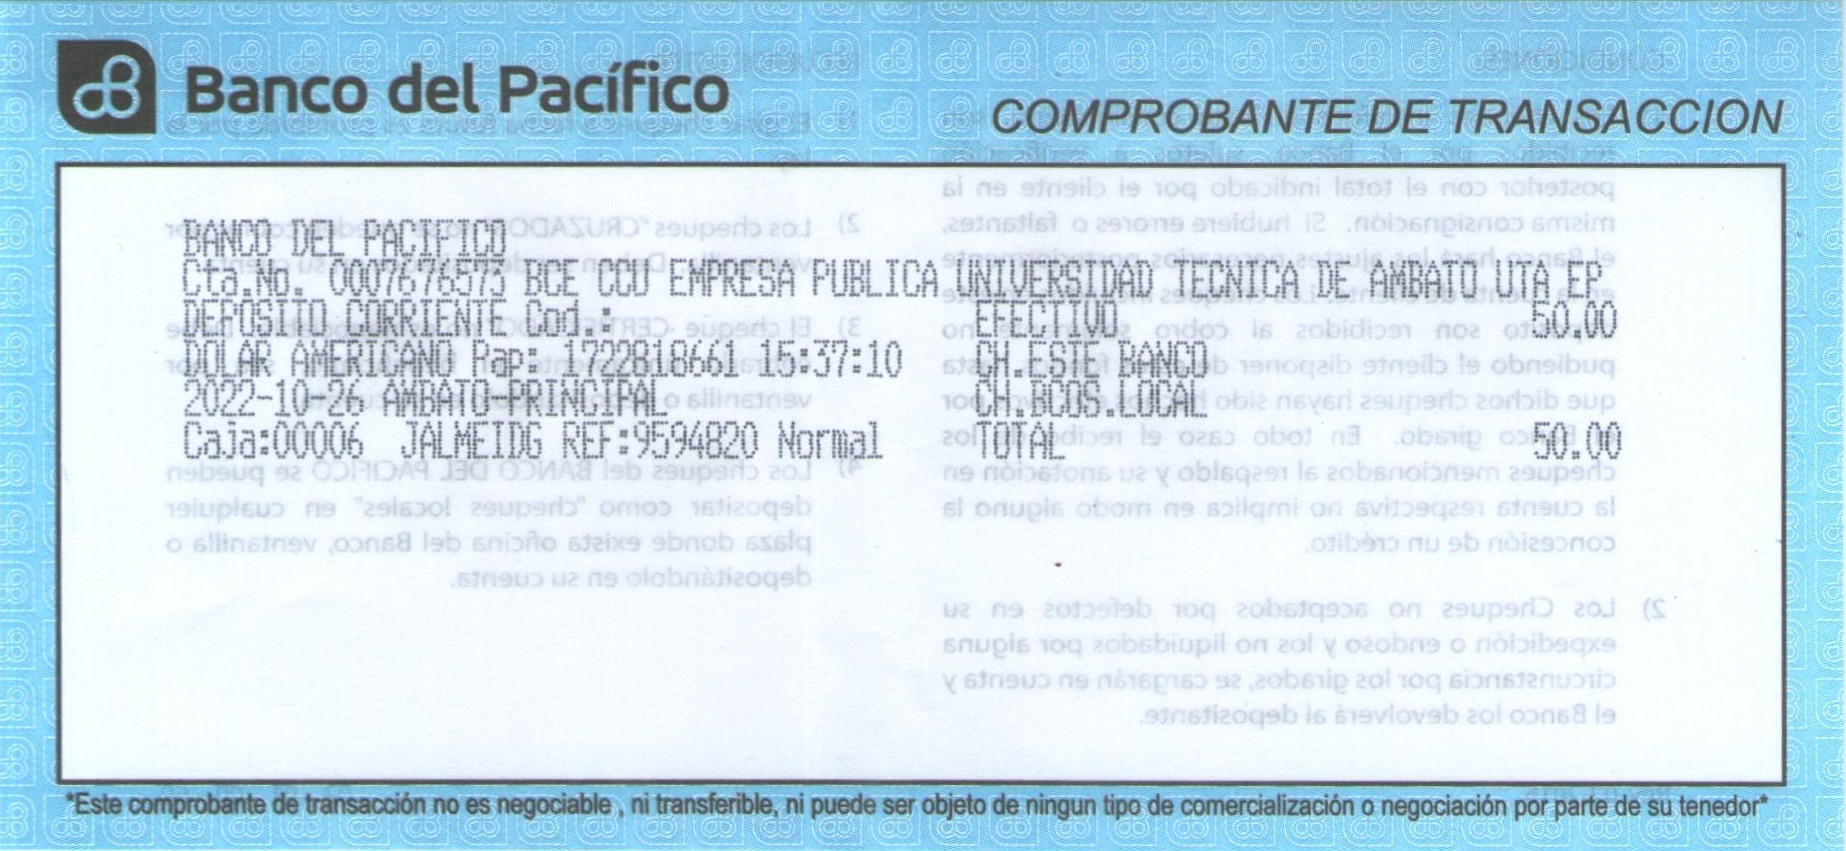 Banco del Pacífico
COMPROBANTE DE TRANSACCION
BANCO DEL PACIFICO
Cta.No. 0007676573 BCE CCU EMPRESA PUBLICA UNIVERSIDAD TECNICA DE AMBATO UTA.EP
DEPOSITO CORRIENTE Cod.: EFECTIVO 50.00
DOLAR AMERICANO Pap: 1722818661 15:37:10 CH.ESTE BANCO
2022-10-26 AMBATO-PRINCIPAL CH.BCOS.LOCAL
Caja:00006 JALMEIDG REF:9594820 Normal TOTAL 50.00
*Este comprobante de transacción no es negociable , ni transferible, ni puede ser objeto de ningun tipo de comercialización o negociación por parte de su tenedor*